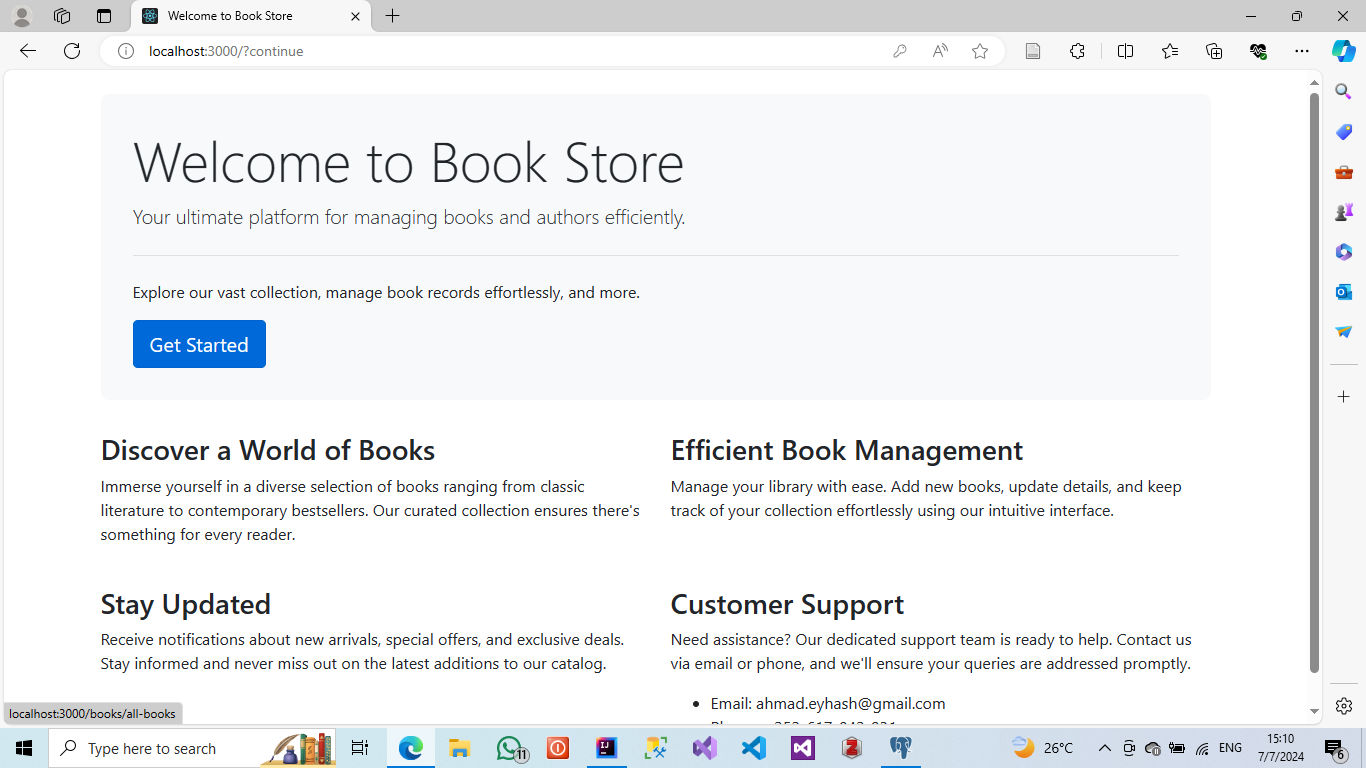 Welcome to Book Store
localhost:3000/?continue
Welcome to Book Store
Your ultimate platform for managing books and authors efficiently.
Explore our vast collection, manage book records effortlessly, and more.
Get Started
Discover a World of Books
Immerse yourself in a diverse selection of books ranging from classic
literature to contemporary bestsellers. Our curated collection ensures there's
something for every reader.
Efficient Book Management
Manage your library with ease. Add new books, update details, and keep
track of your collection effortlessly using our intuitive interface.
Stay Updated
Receive notifications about new arrivals, special offers, and exclusive deals.
Stay informed and never miss out on the latest additions to our catalog.
Customer Support
Need assistance? Our dedicated support team is ready to help. Contact us
via email or phone, and we'll ensure your queries are addressed promptly.
Email: ahmad.eyhash@gmail.com
localhost:3000/books/all-books
Type here to search
11
26°C
ENG
15:10
7/7/2024
6